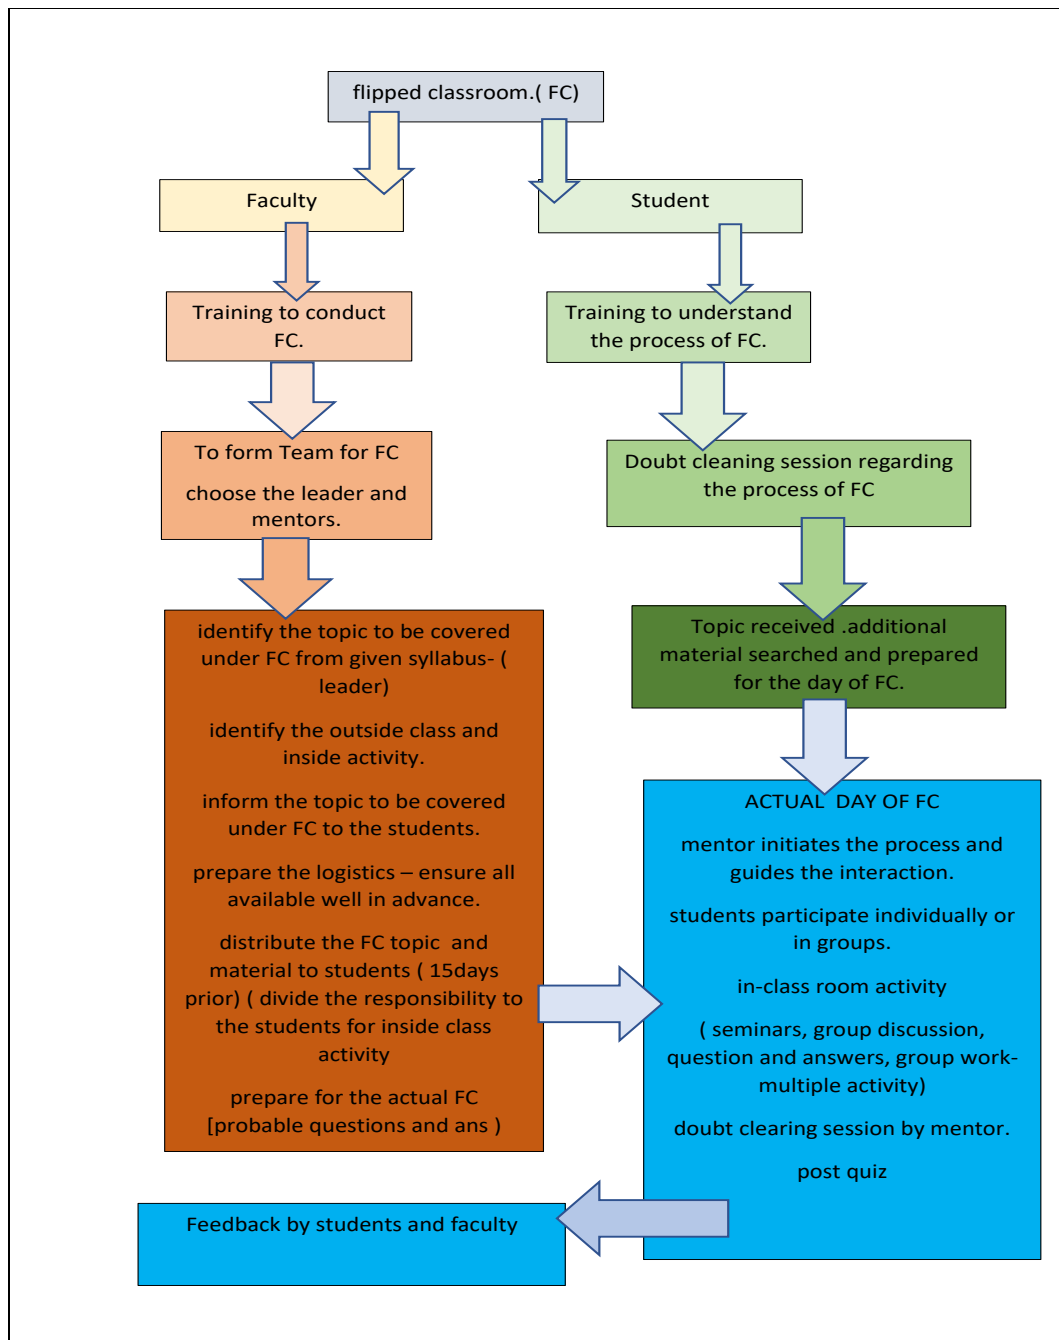 flipped classroom.( FC)
Faculty
Student
Training to conduct
FC.
Training to understand
the process of FC.
To form Team for FC
choose the leader and
mentors.
Doubt cleaning session regarding
the process of FC
identify the topic to be covered
under FC from given syllabus- (
leader)
identify the outside class and
inside activity.
inform the topic to be covered
under FC to the students.
prepare the logistics – ensure all
available well in advance.
distribute the FC topic  and
material to students ( 15days
prior) ( divide the responsibility to
the students for inside class
activity
prepare for the actual FC
[probable questions and ans )
Topic received .additional
material searched and prepared
for the day of FC.
ACTUAL  DAY OF FC
mentor initiates the process and
guides the interaction.
students participate individually or
in groups.
in-class room activity
( seminars, group discussion,
question and answers, group work-
multiple activity)
doubt clearing session by mentor.
post quiz
Feedback by students and faculty